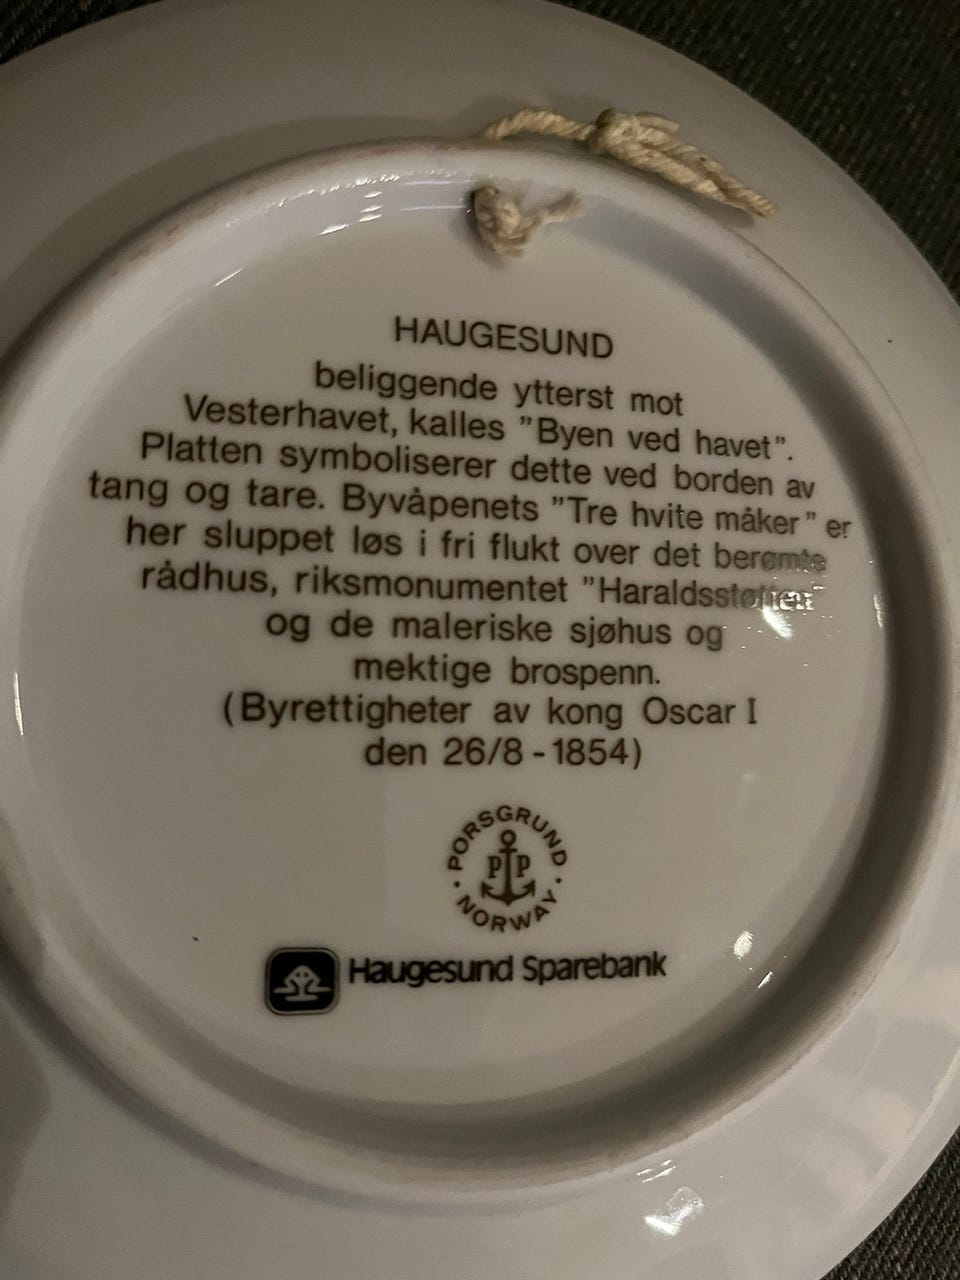 HAUGESUND
beliggende ytterst mot
Vesterhavet, kalles "Byen ved havet".
Platten symboliserer dette ved borden av
tang og tare. Byvåpenets "Tre hvite måker" er
her sluppet løs i fri flukt over det berømte
rådhus, riksmonumentet "Haraldsstøtten"
og de maleriske sjøhus og
mektige brospenn.
(Byrettigheter av kong Oscar I
den 26/8-1854)
PORSGRUND
PP
NORWAY
Haugesund Sparebank